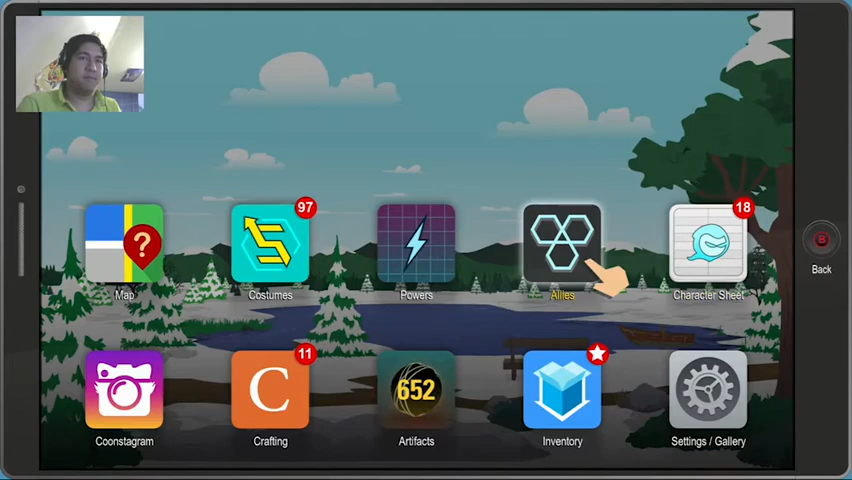 97
18
?
S
Map
Costumes
Powers
Allies
Character Sheet
B
Back
11
C
652
Coonstagram
Crafting
Artifacts
Inventory
Settings / Gallery